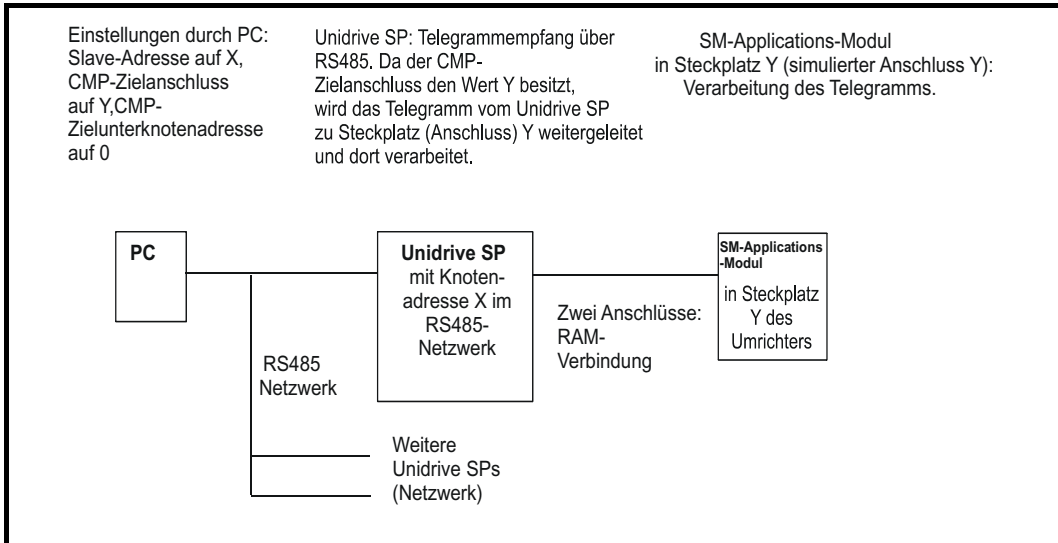 Einstellungen durch PC:
Slave-Adresse auf X,
CMP-Zielanschluss
auf Y,CMP-
Zielunterknotenadresse
auf 0
Unidrive SP: Telegrammempfang über
RS485. Da der CMP-
Zielanschluss den Wert Y besitzt,
wird das Telegramm vom Unidrive SP
zu Steckplatz (Anschluss) Y weitergeleitet
und dort verarbeitet.
SM-Applications-Modul
in Steckplatz Y (simulierter Anschluss Y):
Verarbeitung des Telegramms.
PC
Unidrive SP
mit Knoten-
adresse X im
RS485-
Netzwerk
SM-Applications
-Modul
in Steckplatz
Y des
Umrichters
Zwei Anschlüsse:
RAM-
Verbindung
RS485
Netzwerk
Weitere
Unidrive SPs
(Netzwerk)